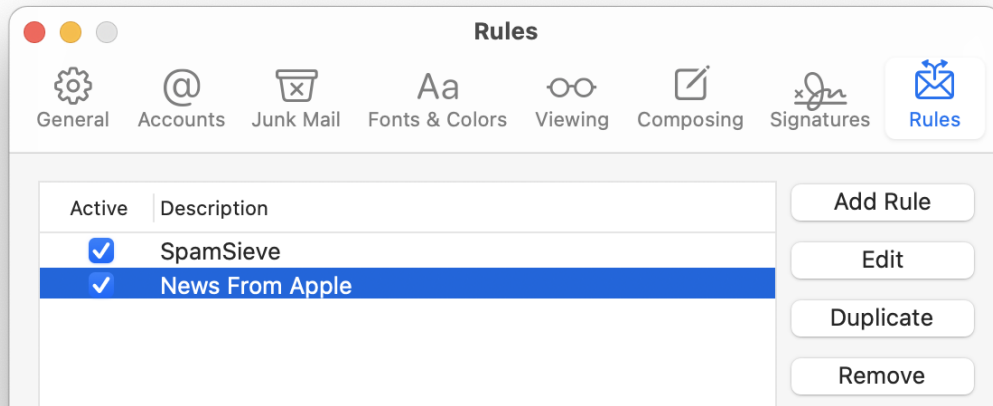 Rules
General Accounts Junk Mail Fonts & Colors Viewing Composing Signatures Rules
Active Description Add Rule
SpamSieve
Edit
News From Apple
Duplicate
Remove